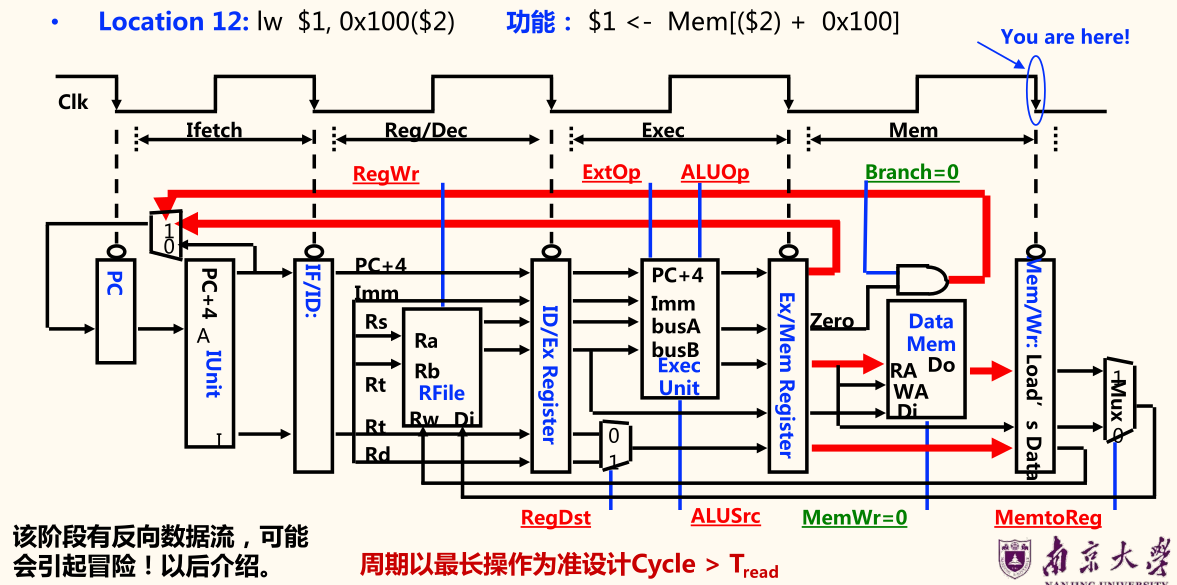 • Location 12: lw $1, 0x100($2) 功能： $1 <- Mem[($2) + 0x100]
You are here!
Clk
Ifetch Reg/Dec Exec Mem
RegWr ExtOp ALUOp Branch=0
1
0
PC
PC+4
A
IUnit
I
IF/ID:
PC+4
Imm
Rs
Rt
Rt
Rd
Ra
Rb
RFile
Rw Di
ID/Ex Register
0
1
PC+4
Imm
busA
busB
Exec
Unit
Ex/Mem Register
Zero
Data
Mem
RA Do
WA
Di
Mem/Wr: Load's Data
1
Mux
0
RegDst ALUSrc MemWr=0 MemtoReg
该阶段有反向数据流，可能
会引起冒险！以后介绍。
周期以最长操作为准设计Cycle > Tread
南京大学
NANJING UNIVERSITY